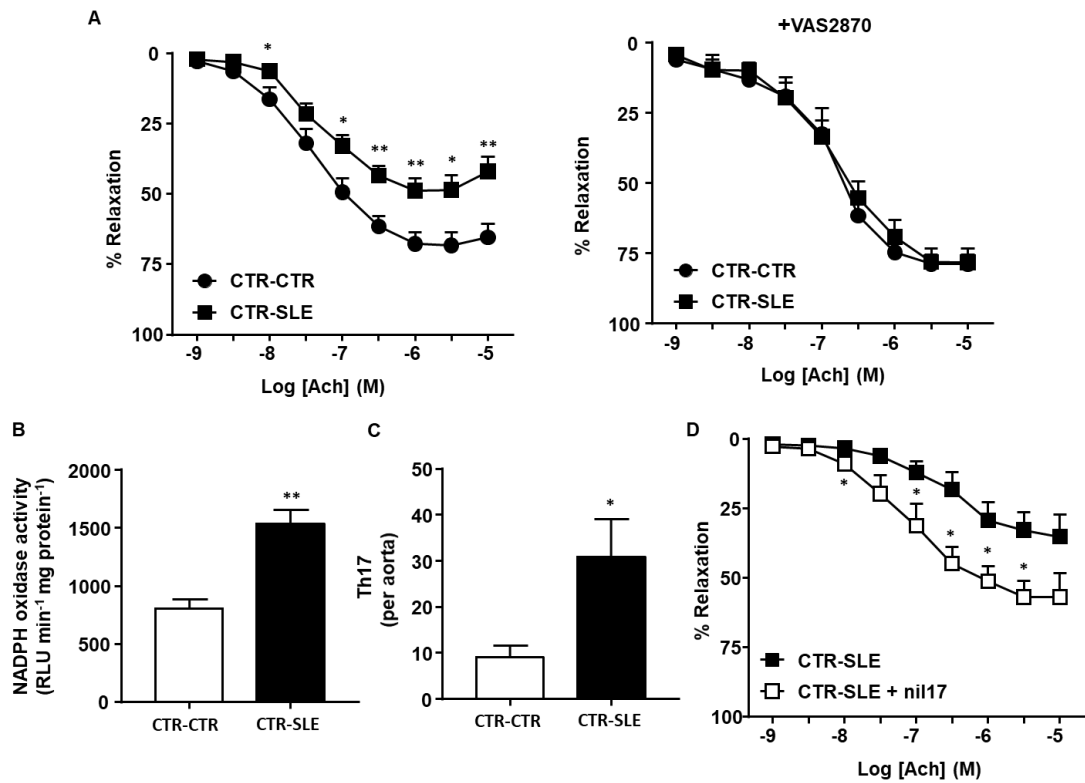 A
+VAS2870
0
25
50
75
100
% Relaxation
* * ** ** * **
CTR-CTR
CTR-SLE
-9 -8 -7 -6 -5
Log [Ach] (M)
0
25
50
75
100
% Relaxation
CTR-CTR
CTR-SLE
-9 -8 -7 -6 -5
Log [Ach] (M)
B
NADPH oxidase activity
(RLU min⁻¹ mg protein⁻¹)
2000
1500
1000
500
0
**
CTR-CTR CTR-SLE
C
Th17
(per aorta)
50
40
30
20
10
0
*
CTR-CTR CTR-SLE
D
0
25
50
75
100
% Relaxation
* * * * *
CTR-SLE
CTR-SLE + nil17
-9 -8 -7 -6 -5
Log [Ach] (M)